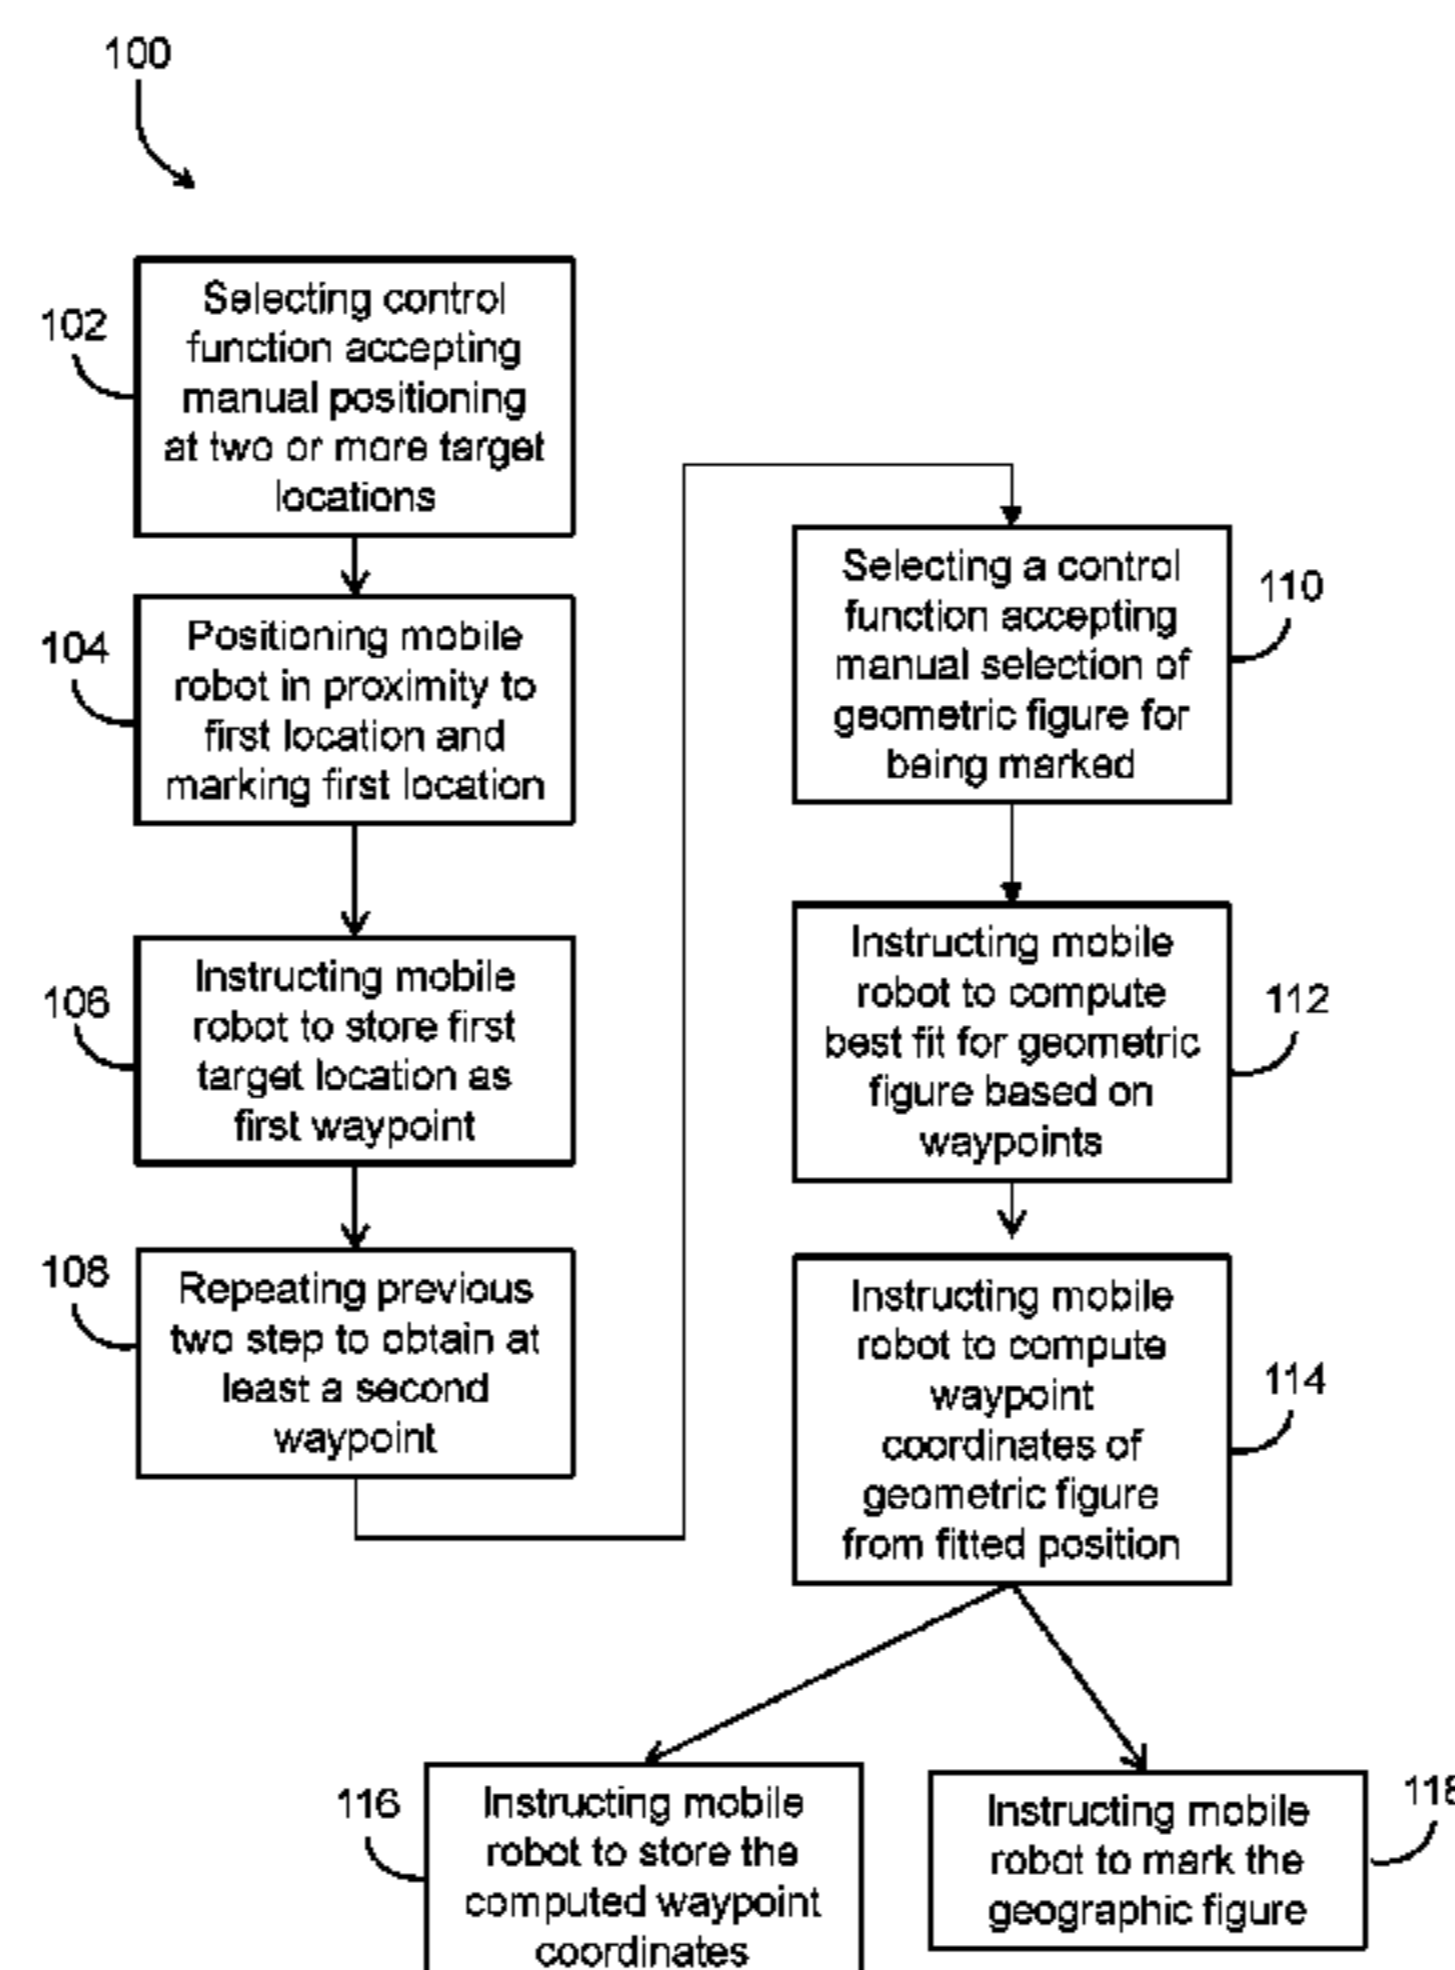 100
102
Selecting control
function accepting
manual positioning
at two or more target
locations
104
Positioning mobile
robot in proximity to
first location and
marking first location
106
Instructing mobile
robot to store first
target location as
first waypoint
108
Repeating previous
two step to obtain at
least a second
waypoint
110
Selecting a control
function accepting
manual selection of
geometric figure for
being marked
112
Instructing mobile
robot to compute
best fit for geometric
figure based on
waypoints
114
Instructing mobile
robot to compute
waypoint
coordinates of
geometric figure
from fitted position
116
Instructing mobile
robot to store the
computed waypoint
coordinates
118
Instructing mobile
robot to mark the
geographic figure